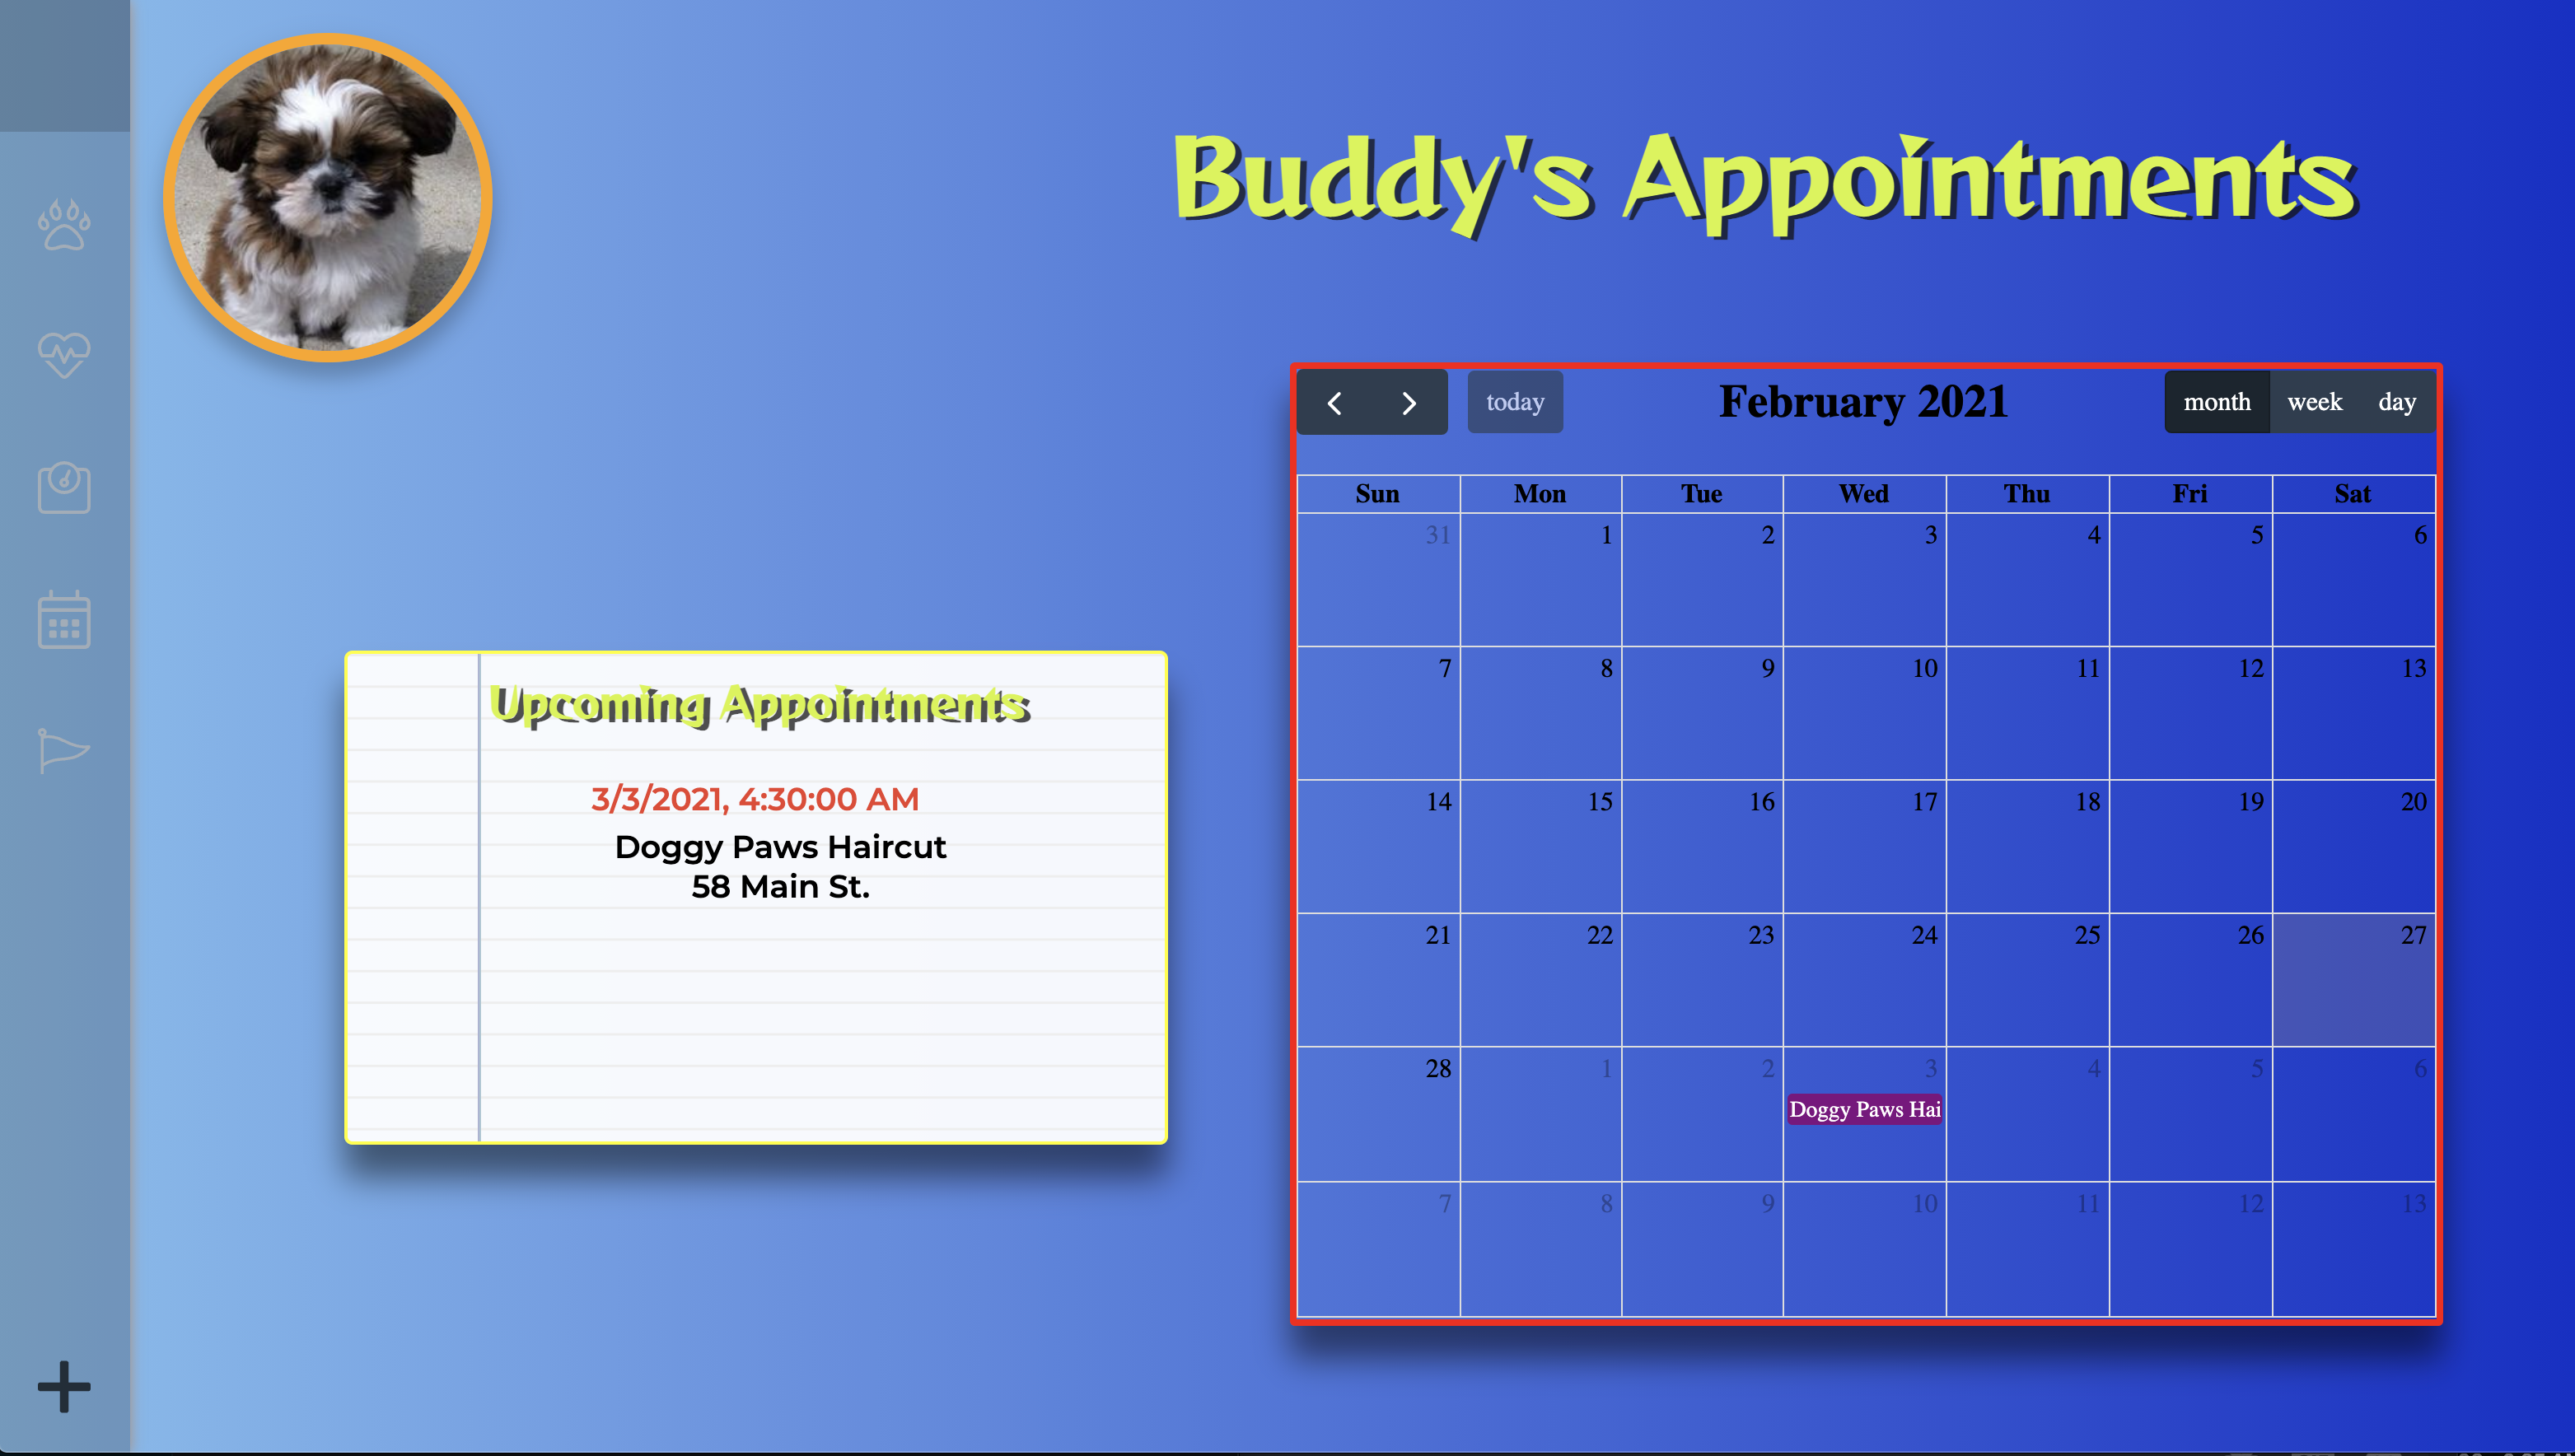 Buddy's Appointments
today
February 2021
month week day
Sun Mon Tue Wed Thu Fri Sat
31 1 2 3 4 5 6
7 8 9 10 11 12 13
14 15 16 17 18 19 20
21 22 23 24 25 26 27
28 1 2 3 4 5 6
Doggy Paws Hai
7 8 9 10 11 12 13
Upcoming Appointments
3/3/2021, 4:30:00 AM
Doggy Paws Haircut
58 Main St.